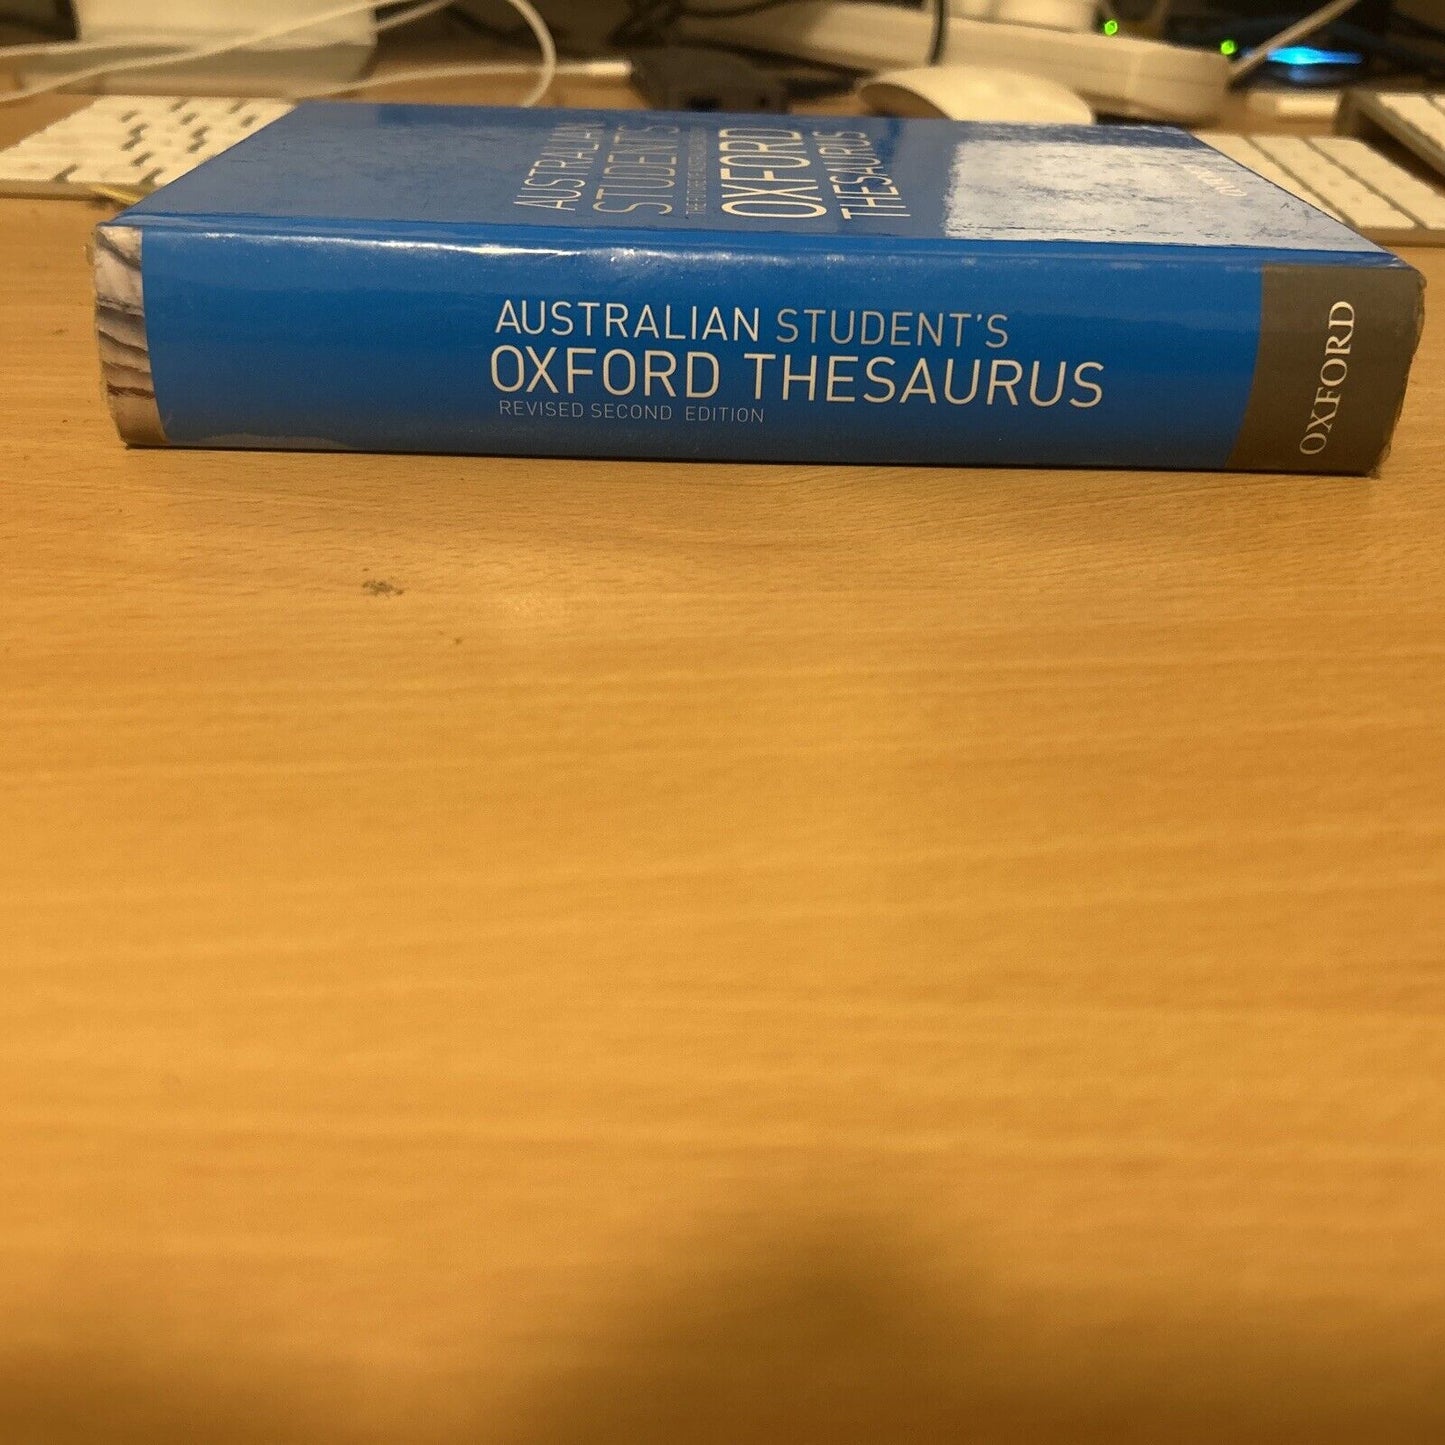 AUSTRALIAN
STUDENT'S
OXFORD
THESAURUS
AUSTRALIAN STUDENT'S
OXFORD THESAURUS
REVISED SECOND EDITION
OXFORD